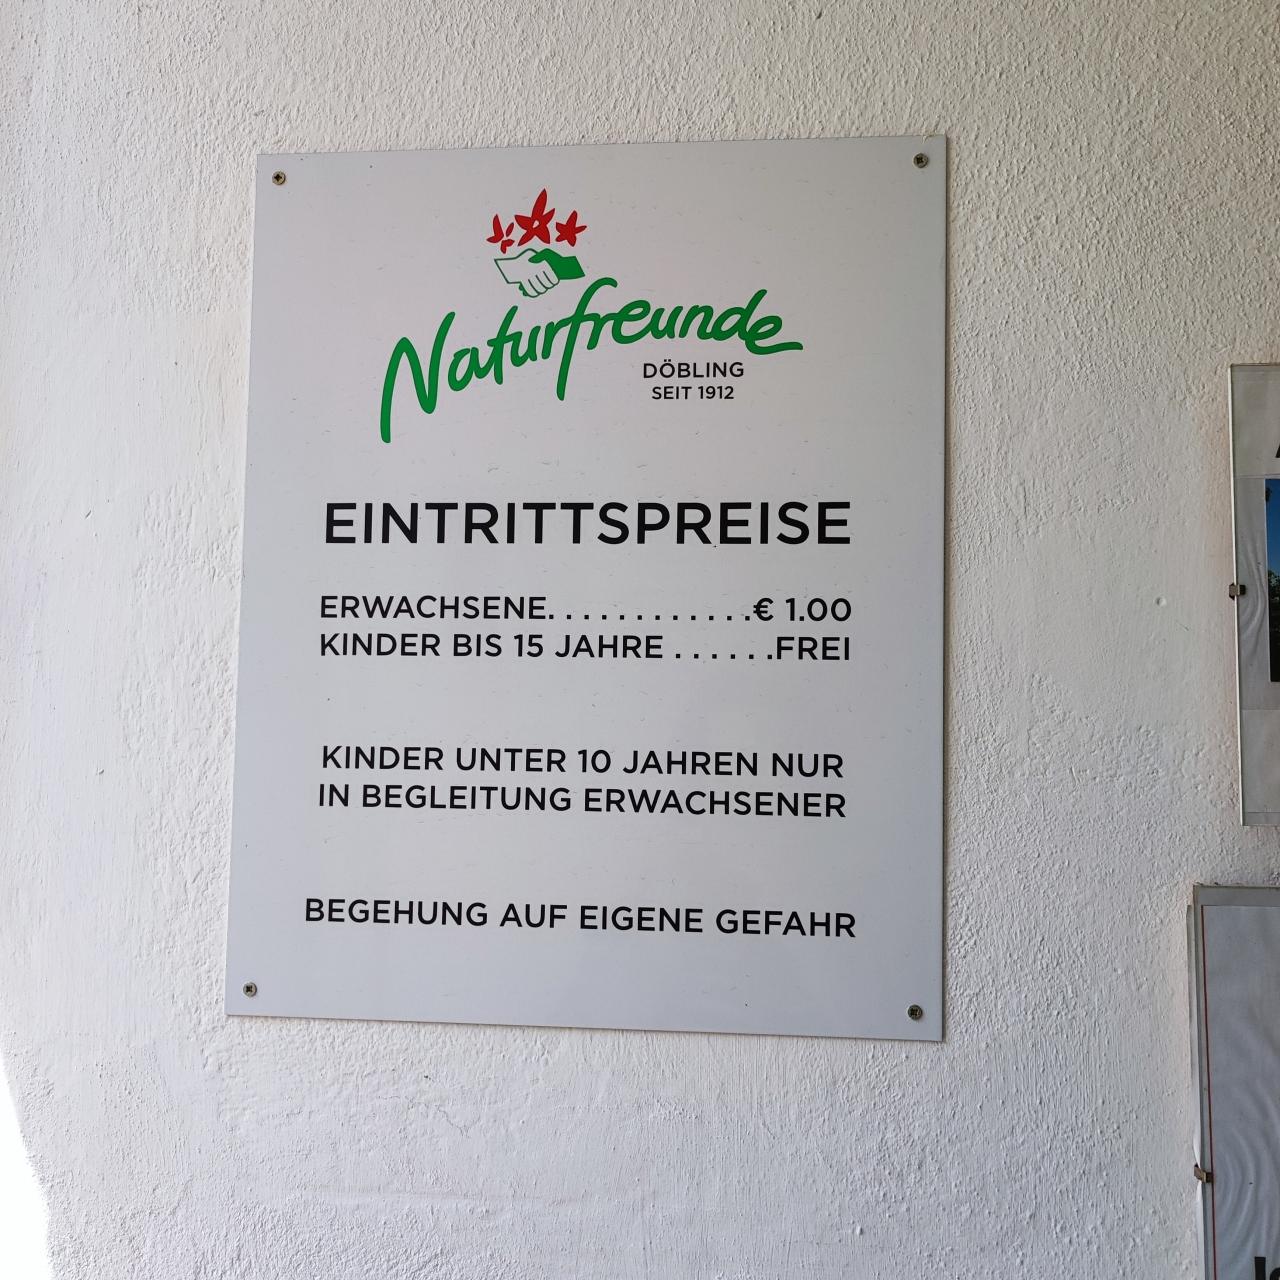 Naturfreunde
DÖBLING
SEIT 1912
EINTRITTSPREISE
ERWACHSENE. . . . . . . . . . . .€ 1.00
KINDER BIS 15 JAHRE . . . . . .FREI
KINDER UNTER 10 JAHREN NUR
IN BEGLEITUNG ERWACHSENER
BEGEHUNG AUF EIGENE GEFAHR